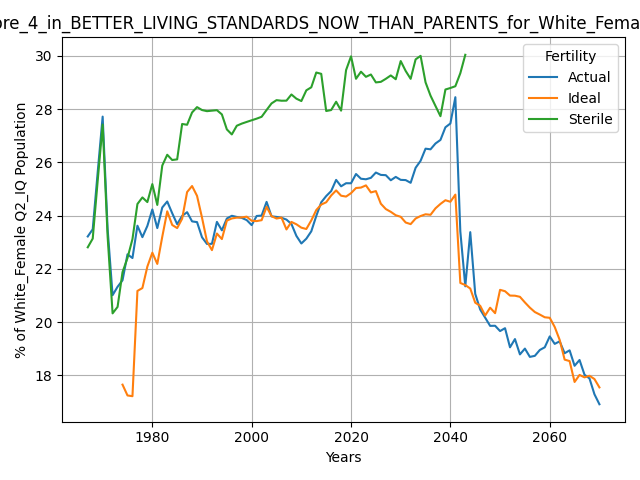 ore_4_in_BETTER_LIVING_STANDARDS_NOW_THAN_PARENTS_for_White_Fema
Fertility
Actual
Ideal
Sterile
% of White_Female Q2_IQ Population
30
28
26
24
22
20
18
1980
2000
2020
2040
2060
Years